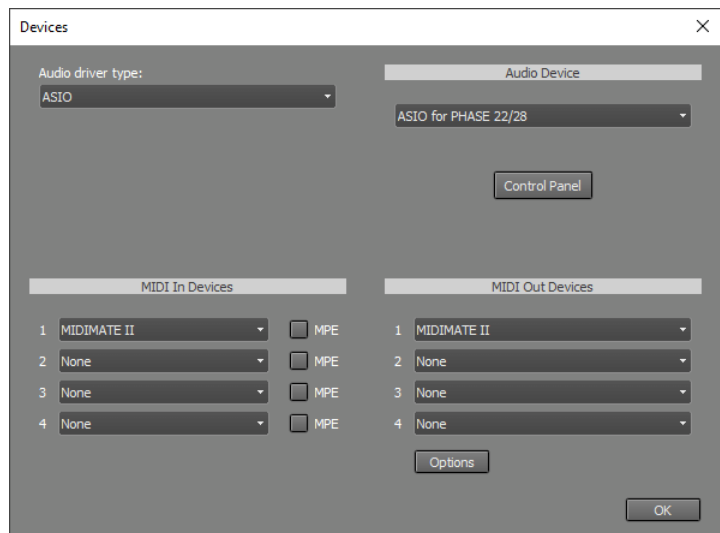 Devices
Audio driver type:
ASIO
Audio Device
ASIO for PHASE 22/28
Control Panel
MIDI In Devices
1 MIDIMATE II MPE
2 None MPE
3 None MPE
4 None MPE
MIDI Out Devices
1 MIDIMATE II
2 None
3 None
4 None
Options
OK